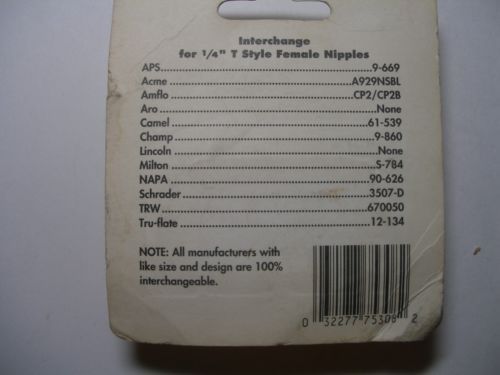 Interchange
for 1/4" T Style Female Nipples
APS........................................................9-669
Acme................................................A929NSBL
Amflo................................................CP2/CP2B
Aro........................................................None
Camel....................................................61-539
Champ....................................................9-860
Lincoln....................................................None
Milton....................................................S-784
NAPA....................................................90-626
Schrader................................................3507-D
TRW....................................................670050
Tru-flate................................................12-134
NOTE: All manufacturers with
like size and design are 100%
interchangeable.
0 32277 75308 2